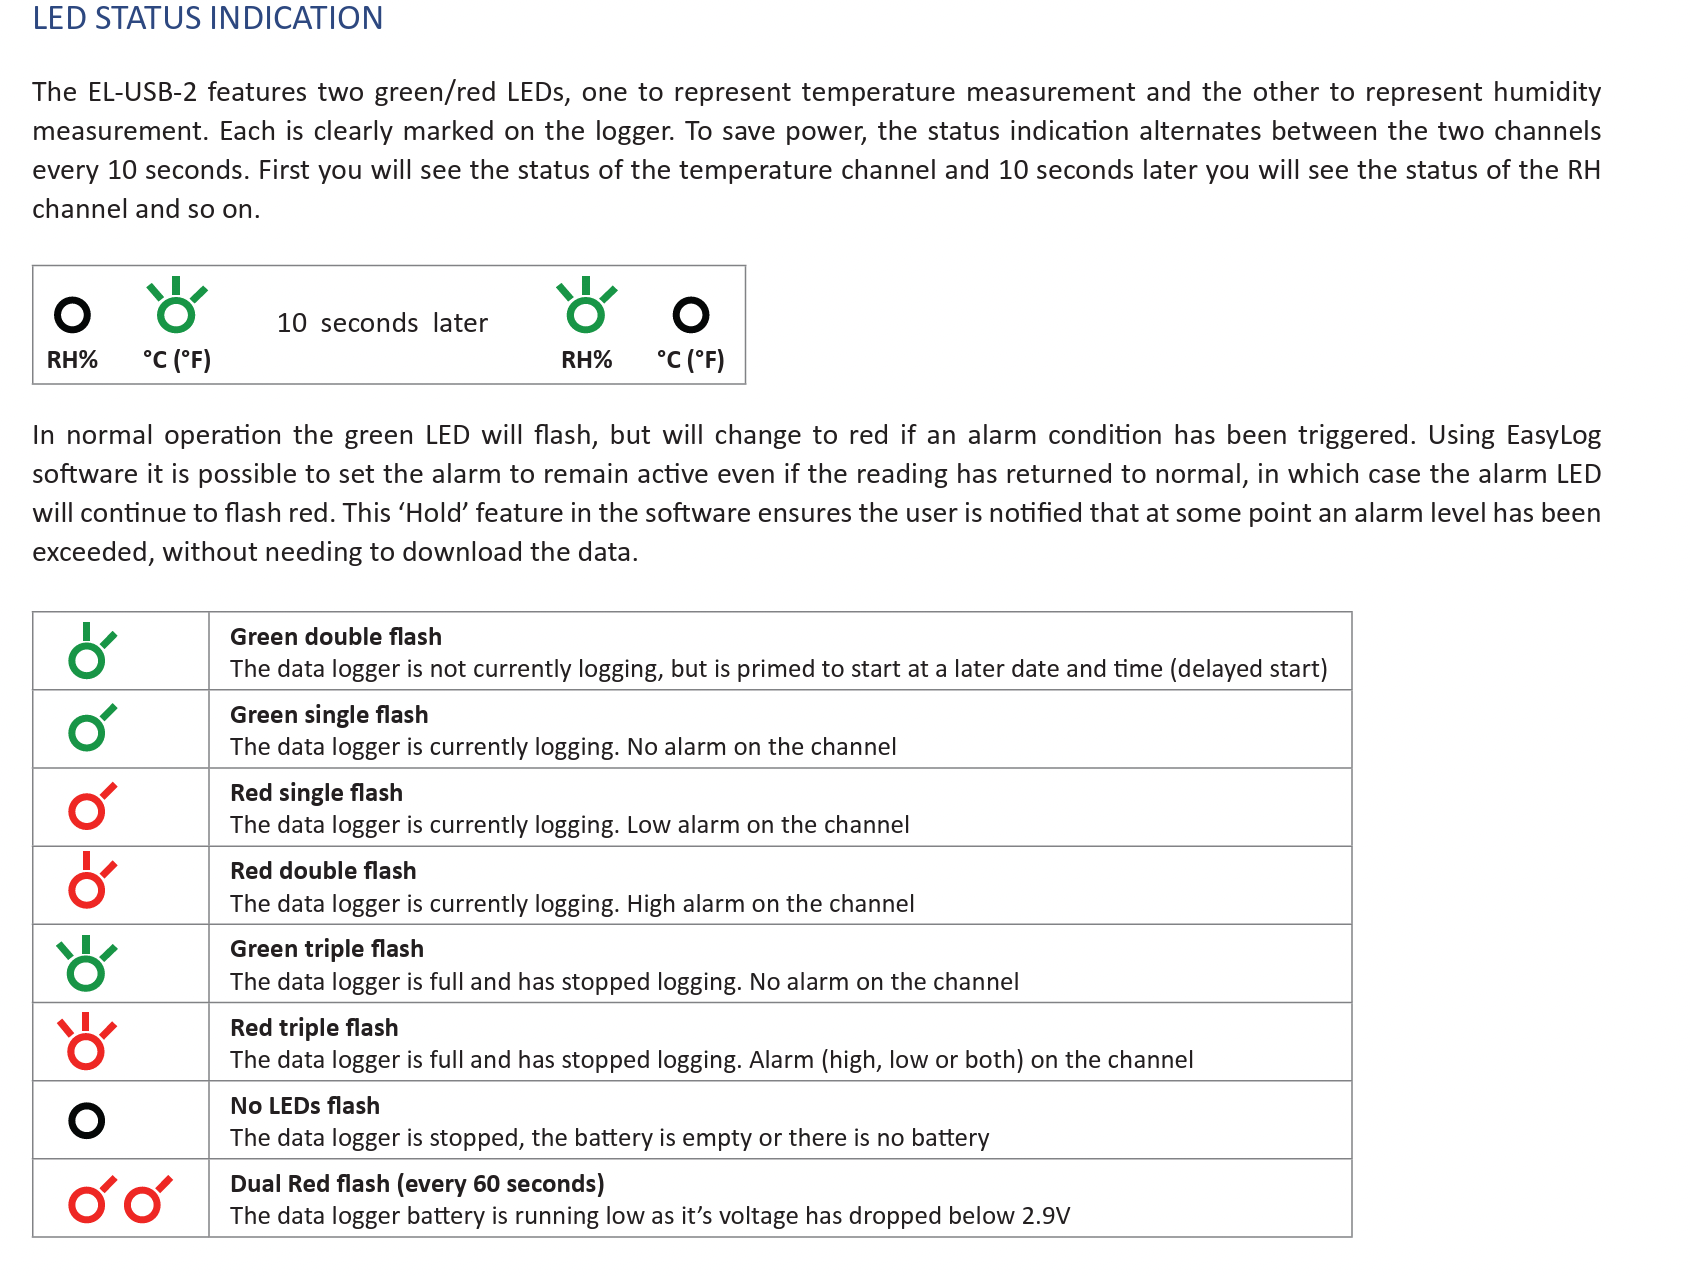 LED STATUS INDICATION
The EL-USB-2 features two green/red LEDs, one to represent temperature measurement and the other to represent humidity
measurement. Each is clearly marked on the logger. To save power, the status indication alternates between the two channels
every 10 seconds. First you will see the status of the temperature channel and 10 seconds later you will see the status of the RH
channel and so on.
10 seconds later
RH% °C (°F) RH% °C (°F)
In normal operation the green LED will flash, but will change to red if an alarm condition has been triggered. Using EasyLog
software it is possible to set the alarm to remain active even if the reading has returned to normal, in which case the alarm LED
will continue to flash red. This ‘Hold’ feature in the software ensures the user is notified that at some point an alarm level has been
exceeded, without needing to download the data.
Green double flash
The data logger is not currently logging, but is primed to start at a later date and time (delayed start)
Green single flash
The data logger is currently logging. No alarm on the channel
Red single flash
The data logger is currently logging. Low alarm on the channel
Red double flash
The data logger is currently logging. High alarm on the channel
Green triple flash
The data logger is full and has stopped logging. No alarm on the channel
Red triple flash
The data logger is full and has stopped logging. Alarm (high, low or both) on the channel
No LEDs flash
The data logger is stopped, the battery is empty or there is no battery
Dual Red flash (every 60 seconds)
The data logger battery is running low as it’s voltage has dropped below 2.9V